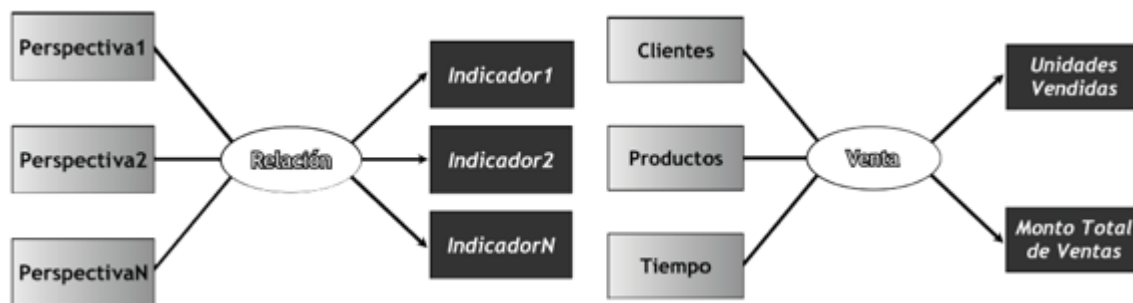 Perspectiva1
Perspectiva2
PerspectivaN
Relación
Indicador1
Indicador2
IndicadorN
Clientes
Productos
Tiempo
Venta
Unidades
Vendidas
Monto Total
de Ventas